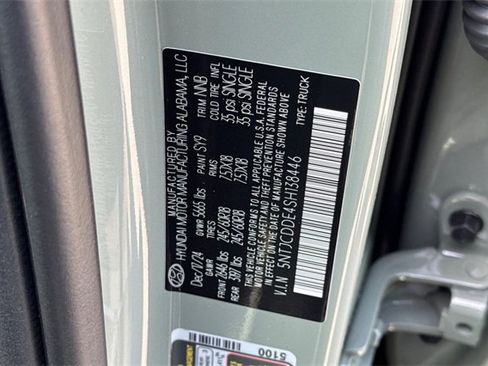 MANUFACTURED BY
HYUNDAI MOTOR MANUFACTURING ALABAMA, LLC
Dec/17/24 PAINT SY9 TRIM NNB
GVWR 5665 lbs COLD TIRE INFL
GAWR
FRONT 2646 lbs 245/60R18 7.5JX18 35 PSI SINGLE
REAR 3197 lbs 245/60R18 7.5JX18 35 PSI SINGLE
THIS VEHICLE CONFORMS TO ALL APPLICABLE U.S.A. FEDERAL
MOTOR VEHICLE SAFETY, BUMPER, AND THEFT PREVENTION STANDARDS
IN EFFECT ON THE DATE OF MANUFACTURE SHOWN ABOVE.
V.I.N 5NTJCDDE4SH138446 TYPE: TRUCK
5100